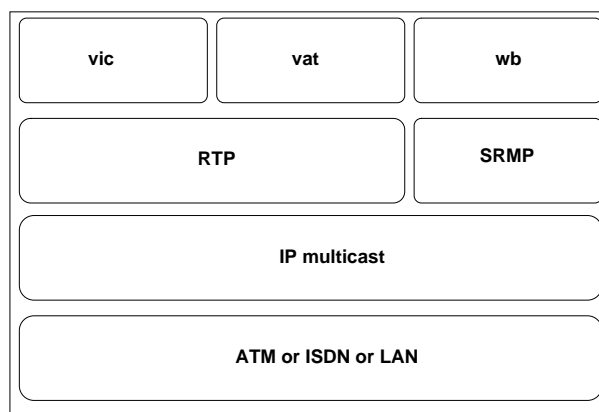 vic
vat
wb
RTP
SRMP
IP multicast
ATM or ISDN or LAN